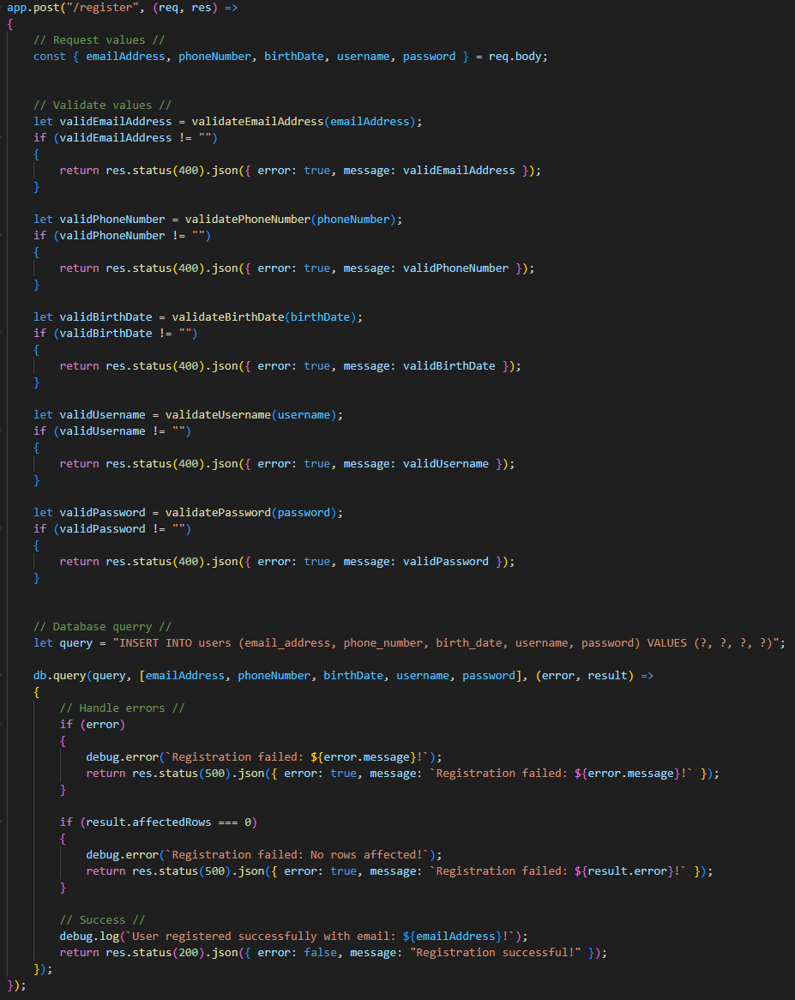 app.post("/register", (req, res) =>
{
    // Request values //
    const { emailAddress, phoneNumber, birthDate, username, password } = req.body;


    // Validate values //
    let validEmailAddress = validateEmailAddress(emailAddress);
    if (validEmailAddress != "")
    {
        return res.status(400).json({ error: true, message: validEmailAddress });
    }

    let validPhoneNumber = validatePhoneNumber(phoneNumber);
    if (validPhoneNumber != "")
    {
        return res.status(400).json({ error: true, message: validPhoneNumber });
    }

    let validBirthDate = validateBirthDate(birthDate);
    if (validBirthDate != "")
    {
        return res.status(400).json({ error: true, message: validBirthDate });
    }

    let validUsername = validateUsername(username);
    if (validUsername != "")
    {
        return res.status(400).json({ error: true, message: validUsername });
    }

    let validPassword = validatePassword(password);
    if (validPassword != "")
    {
        return res.status(400).json({ error: true, message: validPassword });
    }


    // Database querry //
    let query = "INSERT INTO users (email_address, phone_number, birth_date, username, password) VALUES (?, ?, ?, ?)";

    db.query(query, [emailAddress, phoneNumber, birthDate, username, password], (error, result) =>
    {
        // Handle errors //
        if (error)
        {
            debug.error(`Registration failed: ${error.message}!`);
            return res.status(500).json({ error: true, message: `Registration failed: ${error.message}!` });
        }

        if (result.affectedRows === 0)
        {
            debug.error(`Registration failed: No rows affected!`);
            return res.status(500).json({ error: true, message: `Registration failed: ${result.error}!` });
        }

        // Success //
        debug.log(`User registered successfully with email: ${emailAddress}!`);
        return res.status(200).json({ error: false, message: "Registration successful!" });
    });
});